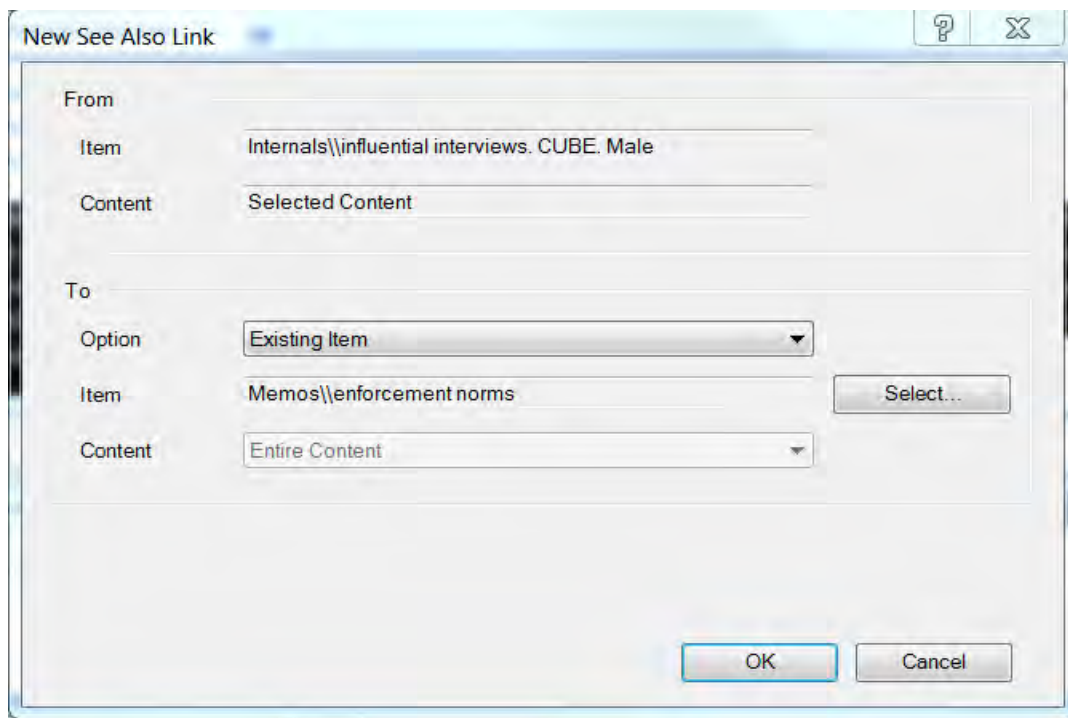 New See Also Link
From
Item Internals\\influential interviews. CUBE. Male
Content Selected Content
To
Option Existing Item
Item Memos\\enforcement norms Select...
Content Entire Content
OK Cancel